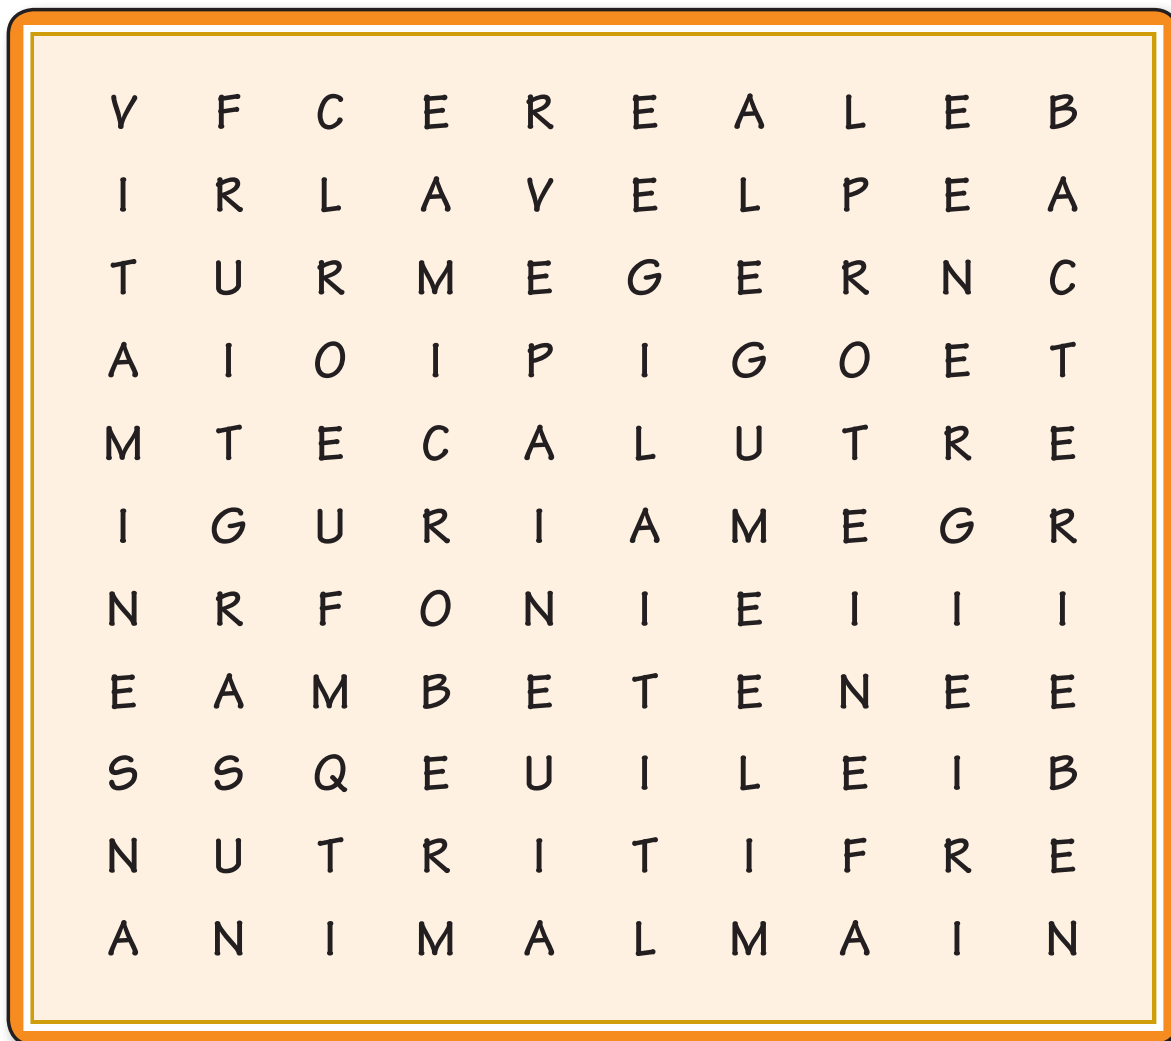 V F C E R E A L E B
I R L A V E L P E A
T U R M E G E R N C
A I O I P I G O E T
M T E C A L U T R E
I G U R I A M E G R
N R F O N I E I I I
E A M B E T E N E E
S S Q E U I L E I B
N U T R I T I F R E
A N I M A L M A I N